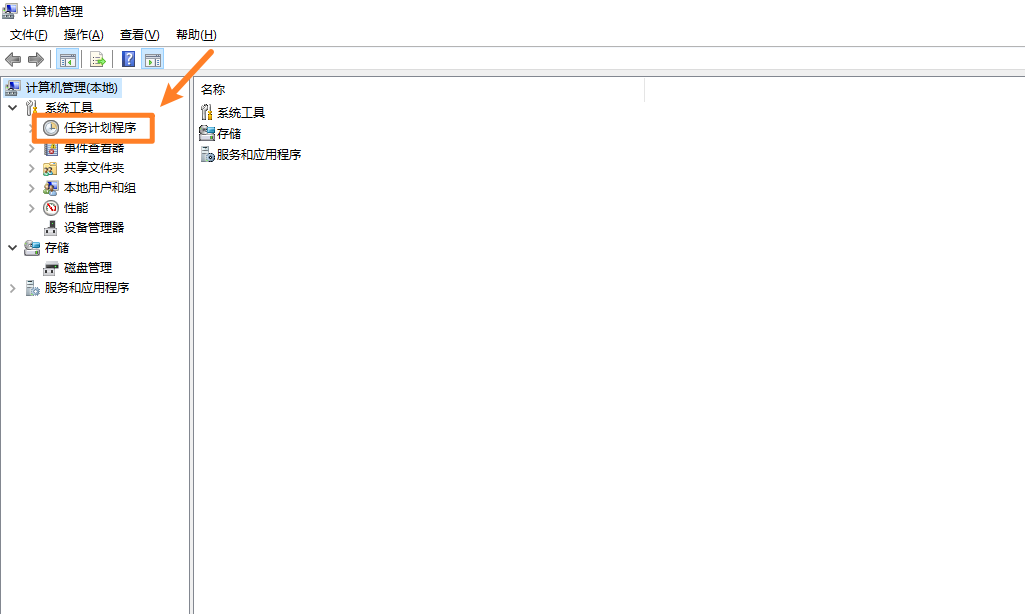 计算机管理
文件(F) 操作(A) 查看(V) 帮助(H)
计算机管理(本地)
系统工具
任务计划程序
事件查看器
共享文件夹
本地用户和组
性能
设备管理器
存储
磁盘管理
服务和应用程序
名称
系统工具
存储
服务和应用程序